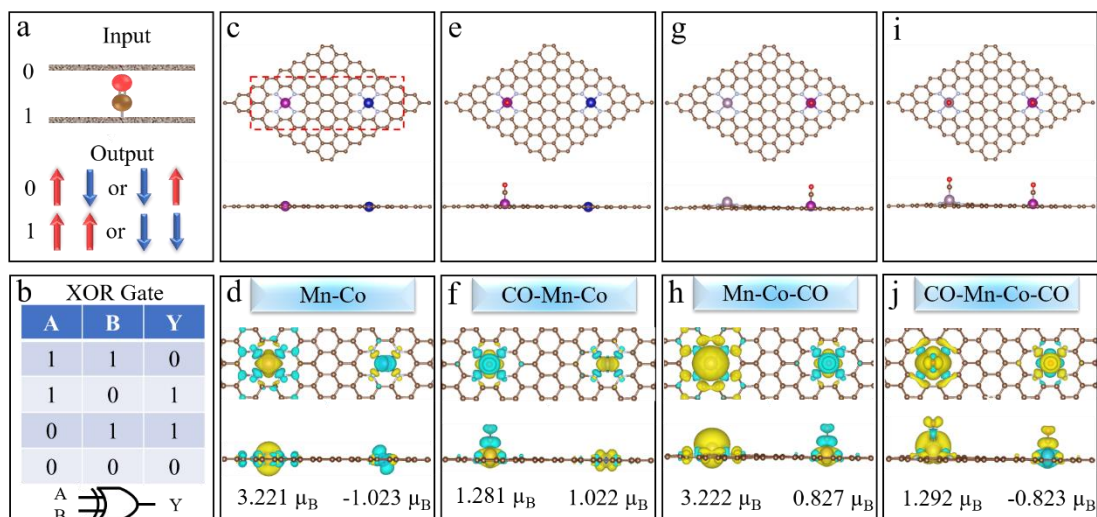 a
Input
0
1
Output
0 or
1 or
b
XOR Gate
A B Y
1 1 0
1 0 1
0 1 1
0 0 0
A
B
Y
c
d
Mn-Co
3.221 μB -1.023 μB
e
f
CO-Mn-Co
1.281 μB 1.022 μB
g
h
Mn-Co-CO
3.222 μB 0.827 μB
i
j
CO-Mn-Co-CO
1.292 μB -0.823 μB